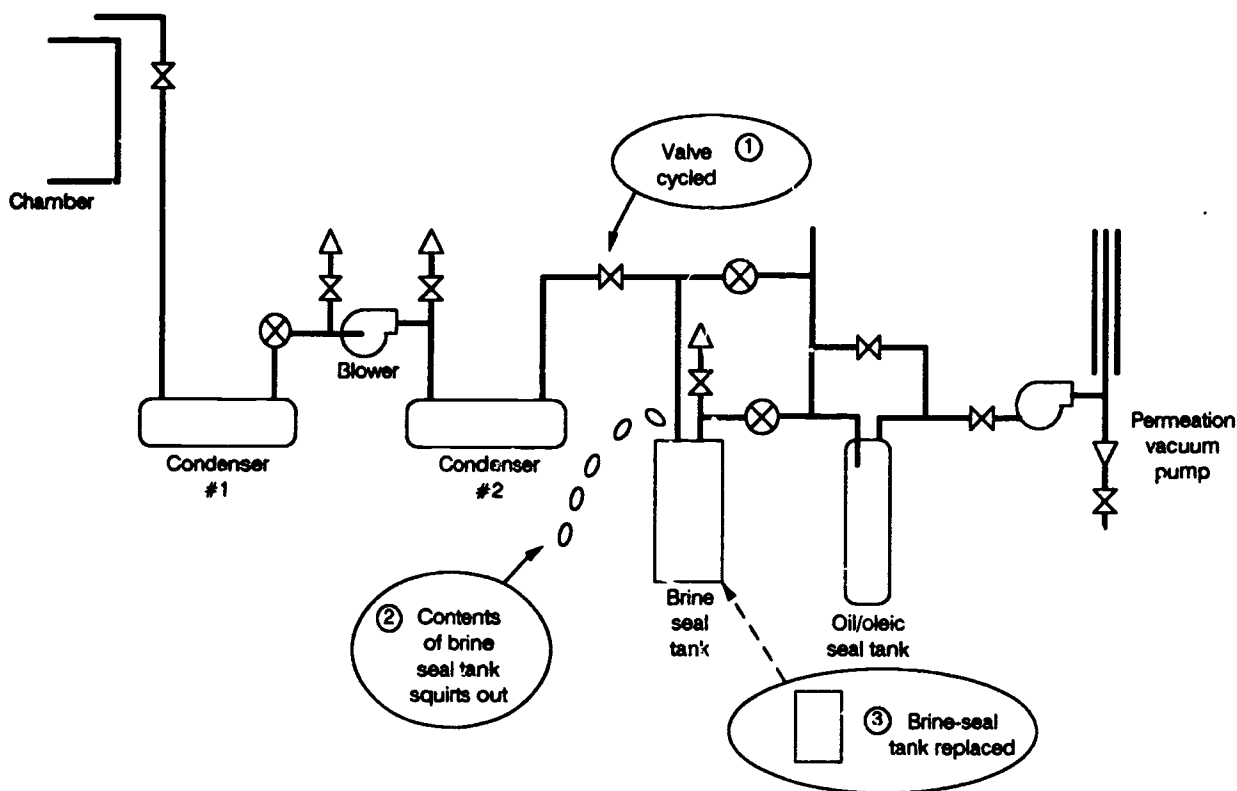 Chamber
Valve ①
cycled
Blower
Condenser
#1
Condenser
#2
Permeation
vacuum
pump
② Contents
of brine
seal tank
squirts out
Brine
seal
tank
Oil/oleic
seal tank
③ Brine-seal
tank replaced